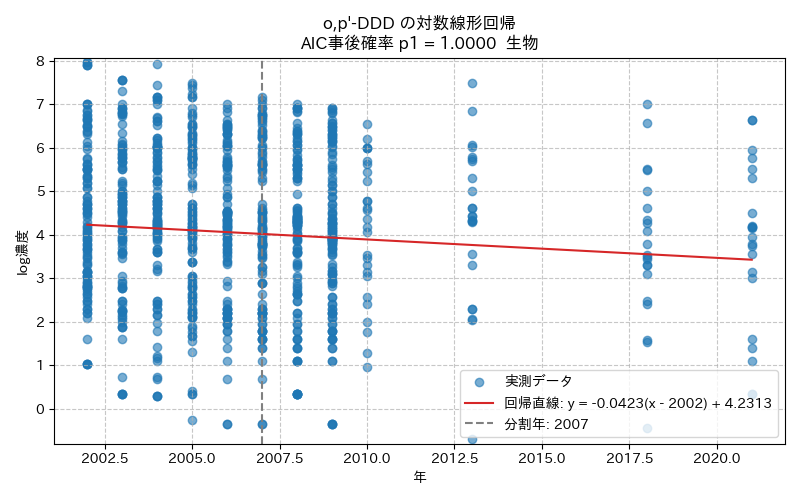 o,p'-DDD の対数線形回帰
AIC事後確率 p1 = 1.0000  生物
8
7
6
5
4
3
2
1
0
log濃度
2002.5
2005.0
2007.5
2010.0
2012.5
2015.0
2017.5
2020.0
年
実測データ
回帰直線: y = -0.0423(x - 2002) + 4.2313
分割年: 2007